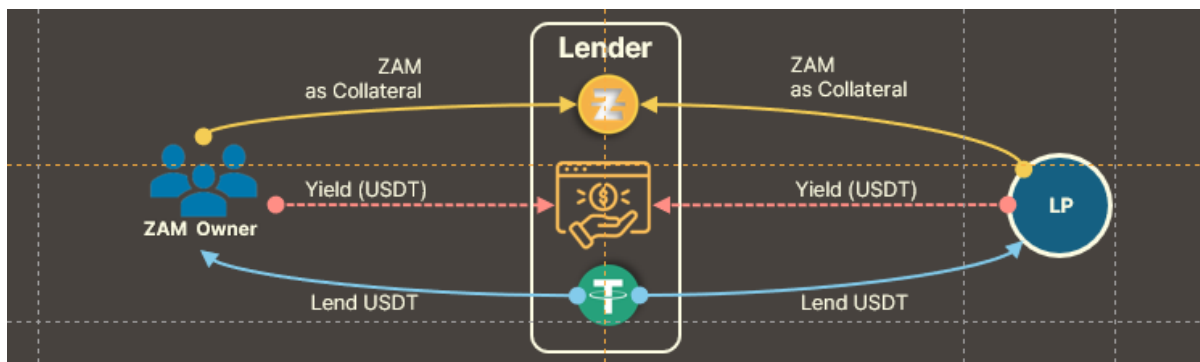 Lender
ZAM
as Collateral
ZAM
as Collateral
Yield (USDT)
Yield (USDT)
ZAM Owner
LP
Lend USDT
Lend USDT